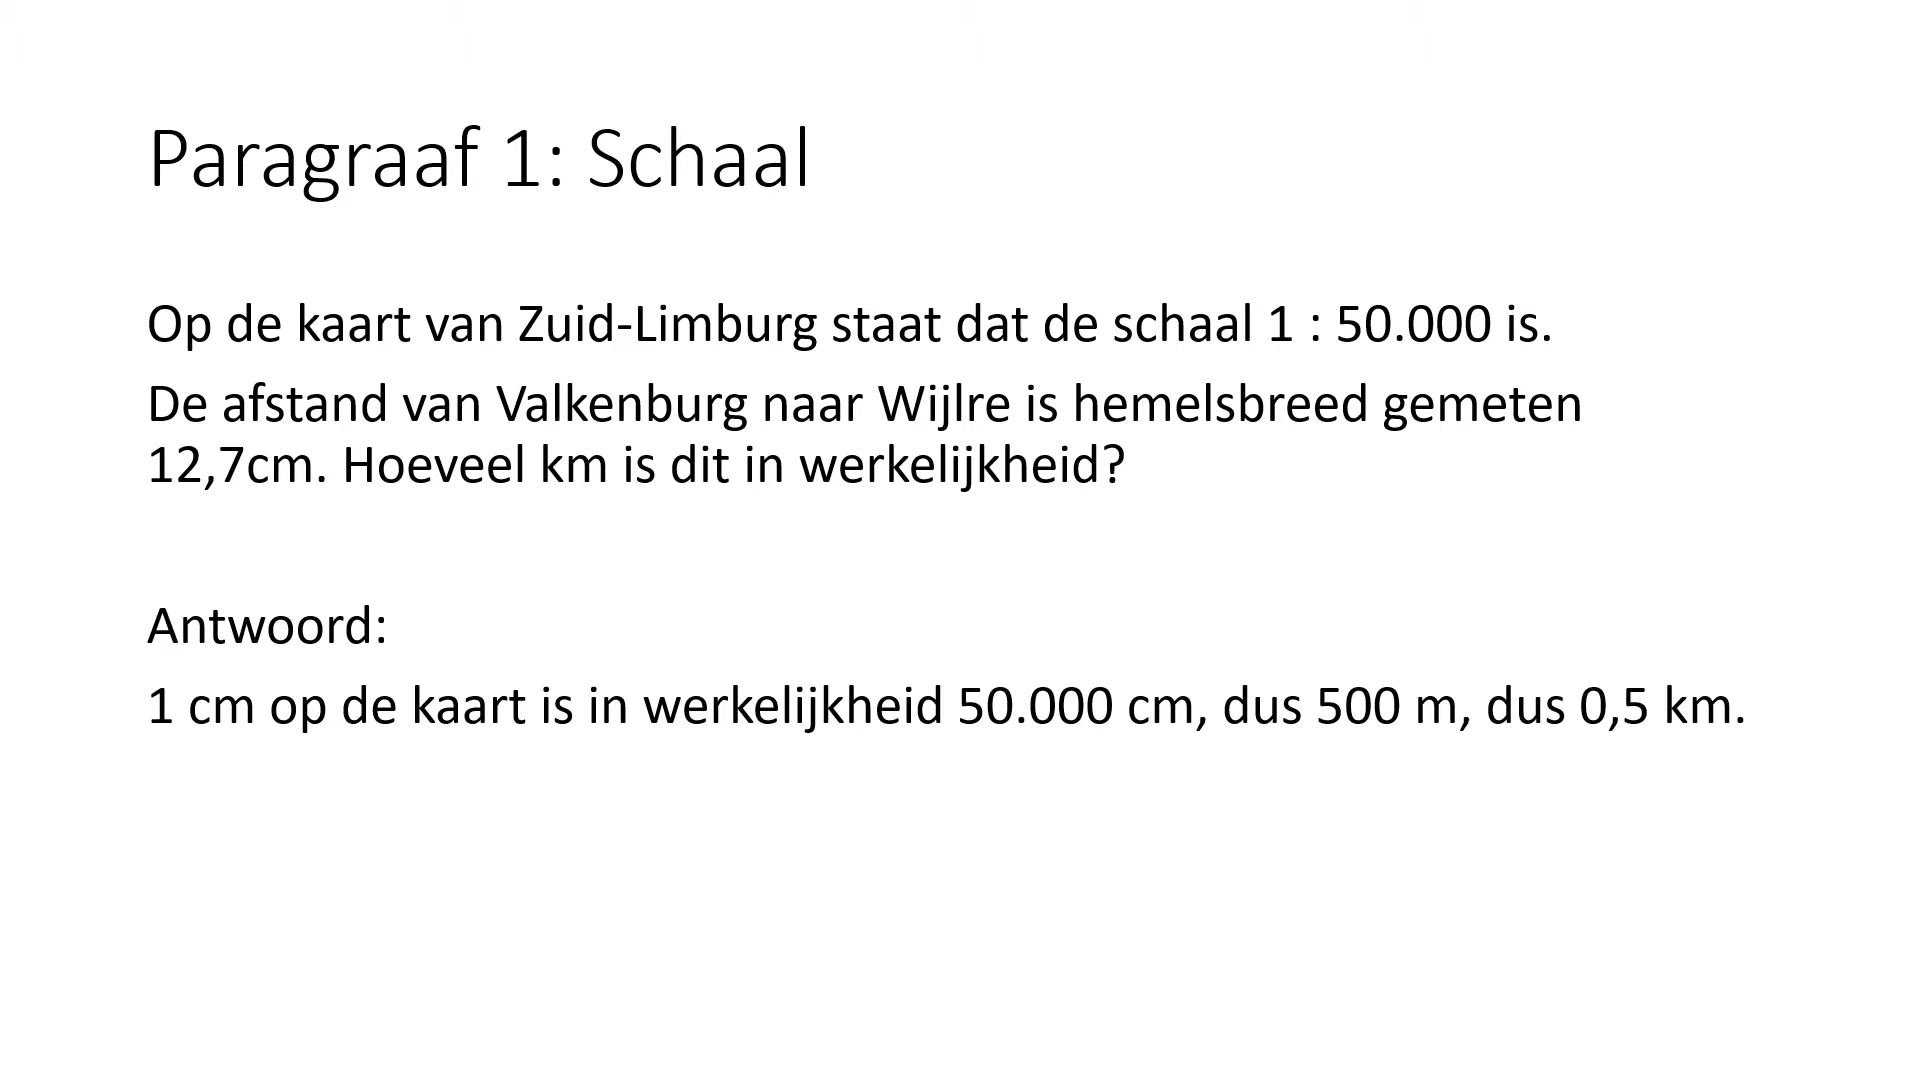 Paragraaf 1: Schaal
Op de kaart van Zuid-Limburg staat dat de schaal 1 : 50.000 is.
De afstand van Valkenburg naar Wijlre is hemelsbreed gemeten
12,7cm. Hoeveel km is dit in werkelijkheid?
Antwoord:
1 cm op de kaart is in werkelijkheid 50.000 cm, dus 500 m, dus 0,5 km.